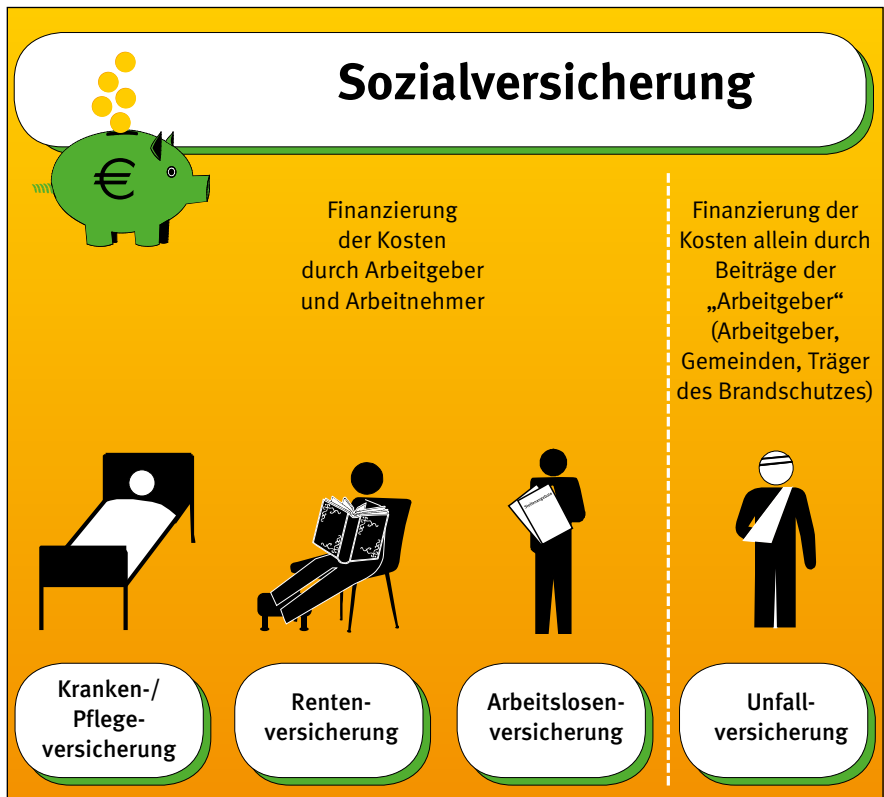 Sozialversicherung
€
Finanzierung
der Kosten
durch Arbeitgeber
und Arbeitnehmer
Finanzierung der
Kosten allein durch
Beiträge der
„Arbeitgeber“
(Arbeitgeber,
Gemeinden, Träger
des Brandschutzes)
Stellenangebote
Kranken-/
Pflege-
versicherung
Renten-
versicherung
Arbeitslosen-
versicherung
Unfall-
versicherung